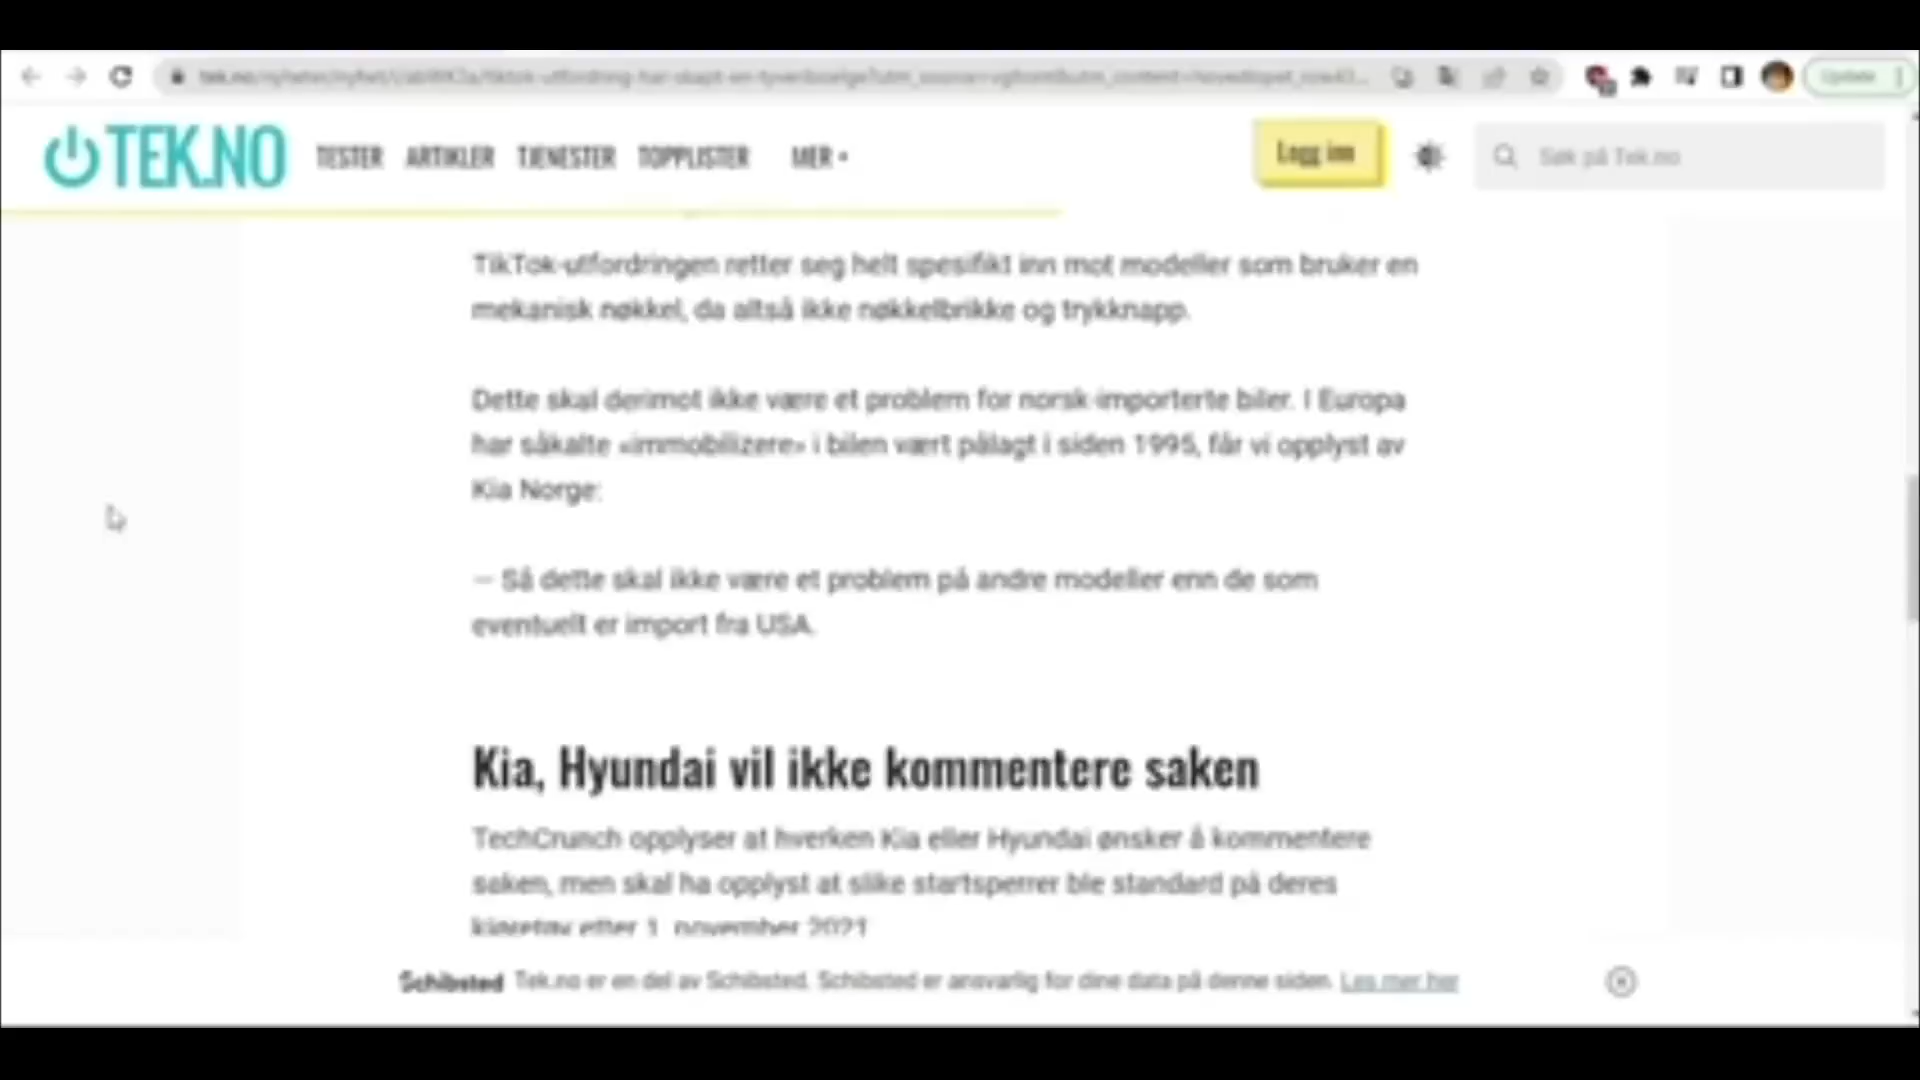 TEK.NO TESTER ARTIKLER TJENESTER TOPPLISTER MER Logg inn Søk på Tek.no
TikTok-utfordringen retter seg helt spesifikt inn mot modeller som bruker en
mekanisk nøkkel, da altså ikke nøkkelbrikke og trykknapp.
Dette skal derimot ikke være et problem for norsk-importerte biler. I Europa
har såkalte «immobilizere» i bilen vært pålagt i siden 1995, får vi opplyst av
Kia Norge:
— Så dette skal ikke være et problem på andre modeller enn de som
eventuelt er import fra USA.
Kia, Hyundai vil ikke kommentere saken
TechCrunch opplyser at hverken Kia eller Hyundai ønsker å kommentere
saken, men skal ha opplyst at slike startsperrer ble standard på deres
kjøretøy etter 1. november 2021
Schibsted Tek.no er en del av Schibsted. Schibsted er ansvarlig for dine data på denne siden. Les mer her